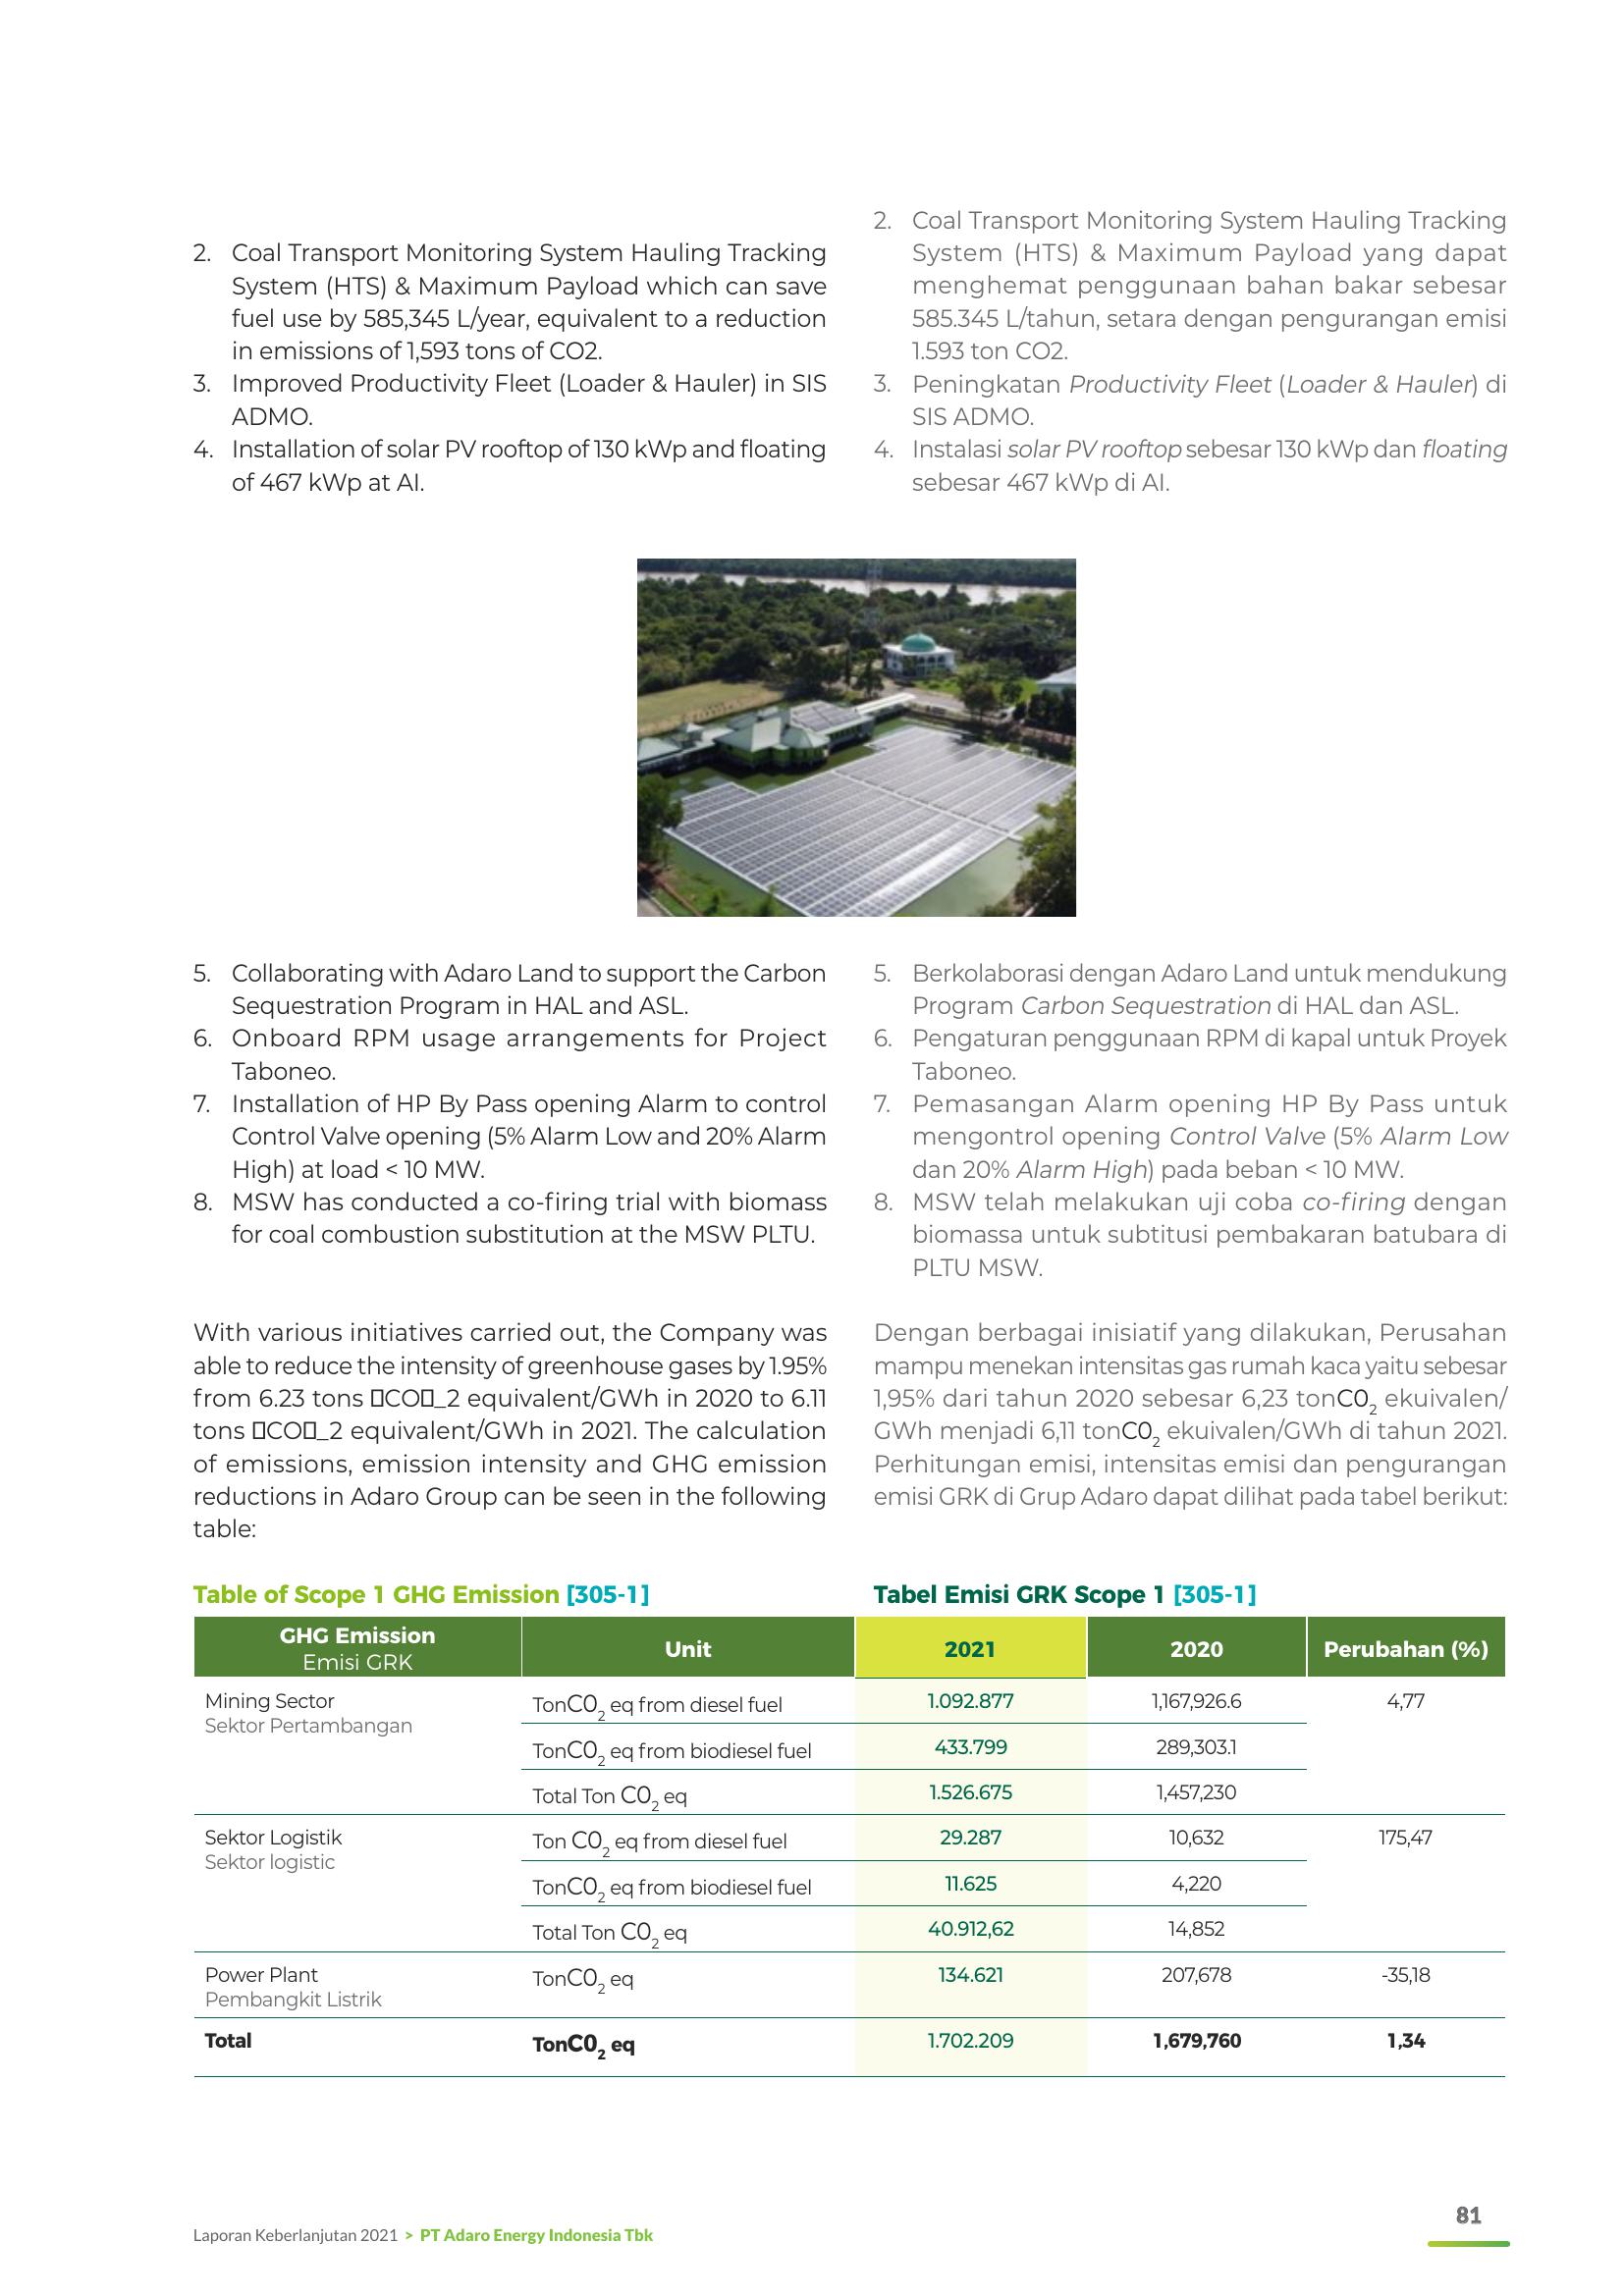 2. Coal Transport Monitoring System Hauling Tracking
System (HTS) & Maximum Payload which can save
fuel use by 585,345 L/year, equivalent to a reduction
in emissions of 1,593 tons of CO2.
3. Improved Productivity Fleet (Loader & Hauler) in SIS
ADMO.
4. Installation of solar PV rooftop of 130 kWp and floating
of 467 kWp at AI.
2. Coal Transport Monitoring System Hauling Tracking
System (HTS) & Maximum Payload yang dapat
menghemat penggunaan bahan bakar sebesar
585.345 L/tahun, setara dengan pengurangan emisi
1.593 ton CO2.
3. Peningkatan Productivity Fleet (Loader & Hauler) di
SIS ADMO.
4. Instalasi solar PV rooftop sebesar 130 kWp dan floating
sebesar 467 kWp di AI.
5. Collaborating with Adaro Land to support the Carbon
Sequestration Program in HAL and ASL.
6. Onboard RPM usage arrangements for Project
Taboneo.
7. Installation of HP By Pass opening Alarm to control
Control Valve opening (5% Alarm Low and 20% Alarm
High) at load < 10 MW.
8. MSW has conducted a co-firing trial with biomass
for coal combustion substitution at the MSW PLTU.
5. Berkolaborasi dengan Adaro Land untuk mendukung
Program Carbon Sequestration di HAL dan ASL.
6. Pengaturan penggunaan RPM di kapal untuk Proyek
Taboneo.
7. Pemasangan Alarm opening HP By Pass untuk
mengontrol opening Control Valve (5% Alarm Low
dan 20% Alarm High) pada beban < 10 MW.
8. MSW telah melakukan uji coba co-firing dengan
biomassa untuk subtitusi pembakaran batubara di
PLTU MSW.
With various initiatives carried out, the Company was
able to reduce the intensity of greenhouse gases by 1.95%
from 6.23 tons □CO□_2 equivalent/GWh in 2020 to 6.11
tons □CO□_2 equivalent/GWh in 2021. The calculation
of emissions, emission intensity and GHG emission
reductions in Adaro Group can be seen in the following
table:
Dengan berbagai inisiatif yang dilakukan, Perusahan
mampu menekan intensitas gas rumah kaca yaitu sebesar
1,95% dari tahun 2020 sebesar 6,23 tonC0₂ ekuivalen/
GWh menjadi 6,11 tonC0₂ ekuivalen/GWh di tahun 2021.
Perhitungan emisi, intensitas emisi dan pengurangan
emisi GRK di Grup Adaro dapat dilihat pada tabel berikut:
Table of Scope 1 GHG Emission [305-1]
Tabel Emisi GRK Scope 1 [305-1]
GHG Emission
Emisi GRK
Unit 2021 2020 Perubahan (%)
Mining Sector
Sektor Pertambangan
TonC0₂ eq from diesel fuel 1.092.877 1,167,926.6 4,77
TonC0₂ eq from biodiesel fuel 433.799 289,303.1
Total Ton C0₂ eq 1.526.675 1,457,230
Sektor Logistik
Sektor logistic
Ton C0₂ eq from diesel fuel 29.287 10,632 175,47
TonC0₂ eq from biodiesel fuel 11.625 4,220
Total Ton C0₂ eq 40.912,62 14,852
Power Plant
Pembangkit Listrik
TonC0₂ eq 134.621 207,678 -35,18
Total TonC0₂ eq 1.702.209 1,679,760 1,34
Laporan Keberlanjutan 2021 > PT Adaro Energy Indonesia Tbk
81